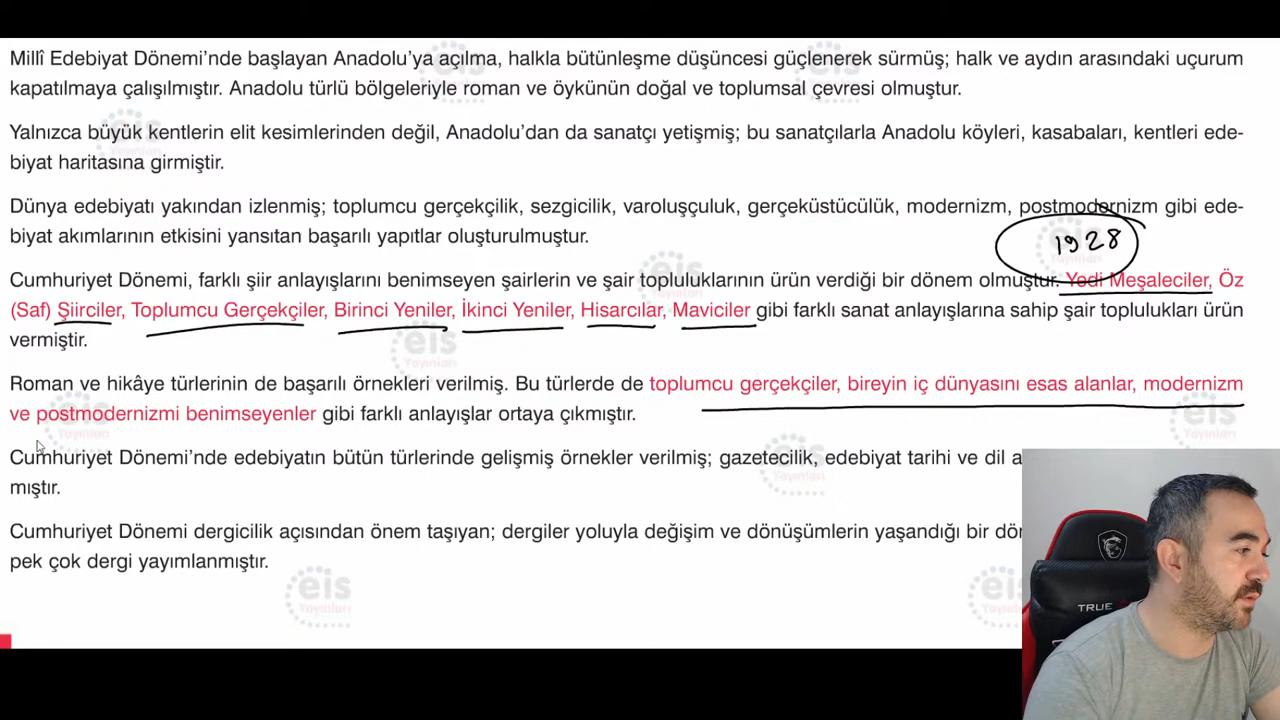 Millî Edebiyat Dönemi’nde başlayan Anadolu’ya açılma, halkla bütünleşme düşüncesi güçlenerek sürmüş; halk ve aydın arasındaki uçurum
kapatılmaya çalışılmıştır. Anadolu türlü bölgeleriyle roman ve öykünün doğal ve toplumsal çevresi olmuştur.
Yalnızca büyük kentlerin elit kesimlerinden değil, Anadolu’dan da sanatçı yetişmiş; bu sanatçılarla Anadolu köyleri, kasabaları, kentleri ede-
biyat haritasına girmiştir.
Dünya edebiyatı yakından izlenmiş; toplumcu gerçekçilik, sezgicilik, varoluşçuluk, gerçeküstücülük, modernizm, postmodernizm gibi ede-
biyat akımlarının etkisini yansıtan başarılı yapıtlar oluşturulmuştur.
1928
Cumhuriyet Dönemi, farklı şiir anlayışlarını benimseyen şairlerin ve şair topluluklarının ürün verdiği bir dönem olmuştur. Yedi Meşaleciler, Öz
(Saf) Şiirciler, Toplumcu Gerçekçiler, Birinci Yeniler, İkinci Yeniler, Hisarcılar, Maviciler gibi farklı sanat anlayışlarına sahip şair toplulukları ürün
vermiştir.
Roman ve hikâye türlerinin de başarılı örnekleri verilmiş. Bu türlerde de toplumcu gerçekçiler, bireyin iç dünyasını esas alanlar, modernizm
ve postmodernizmi benimseyenler gibi farklı anlayışlar ortaya çıkmıştır.
Cumhuriyet Dönemi’nde edebiyatın bütün türlerinde gelişmiş örnekler verilmiş; gazetecilik, edebiyat tarihi ve dil
mıştır.
Cumhuriyet Dönemi dergicilik açısından önem taşıyan; dergiler yoluyla değişim ve dönüşümlerin yaşandığı bir
pek çok dergi yayımlanmıştır.
eis Yayınları
TRUE